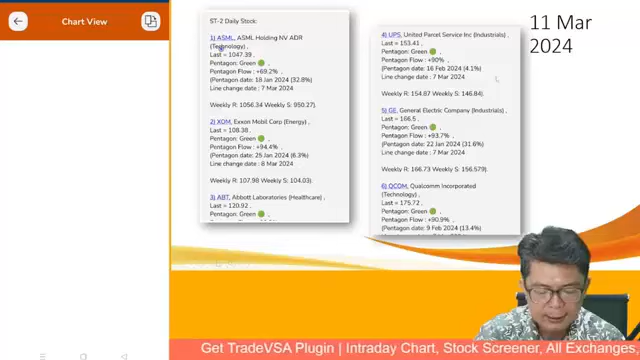 Chart View
ST-2 Daily Stock:
1) ASML, ASML Holding NV ADR
(Technology) ,
Last = 1047.39 ,
Pentagon: Green
Pentagon Flow : +69.2% ,
(Pentagon date: 18 Jan 2024 (32.8%)
Line change date : 7 Mar 2024
Weekly R: 1056.34 Weekly S: 950.27).
2) XOM, Exxon Mobil Corp (Energy) ,
Last = 108.38 ,
Pentagon: Green
Pentagon Flow : +94.4% ,
(Pentagon date: 25 Jan 2024 (6.3%)
Line change date : 8 Mar 2024
Weekly R: 107.98 Weekly S: 104.03).
3) ABT, Abbott Laboratories (Healthcare) ,
Last = 120.92 ,
Pentagon: Green
4) UPS, United Parcel Service Inc (Industrials) ,
Last = 153.41 ,
Pentagon: Green
Pentagon Flow : +90% ,
(Pentagon date: 16 Feb 2024 (4.1%)
Line change date : 7 Mar 2024
Weekly R: 154.87 Weekly S: 146.84).
5) GE, General Electric Company (Industrials) ,
Last = 166.5 ,
Pentagon: Green
Pentagon Flow : +93.7% ,
(Pentagon date: 22 Jan 2024 (31.6%)
Line change date : 7 Mar 2024
Weekly R: 166.73 Weekly S: 156.579).
6) QCOM, Qualcomm Incorporated
(Technology) ,
Last = 175.72 ,
Pentagon: Green
Pentagon Flow : +90.9% ,
(Pentagon date: 9 Feb 2024 (13.4%)
11 Mar
2024
Get TradeVSA Plugin | Intraday Chart, Stock Screener, All Exchanges,